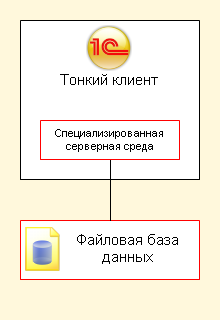 1С
Тонкий клиент
Специализированная
серверная среда
Файловая база
данных